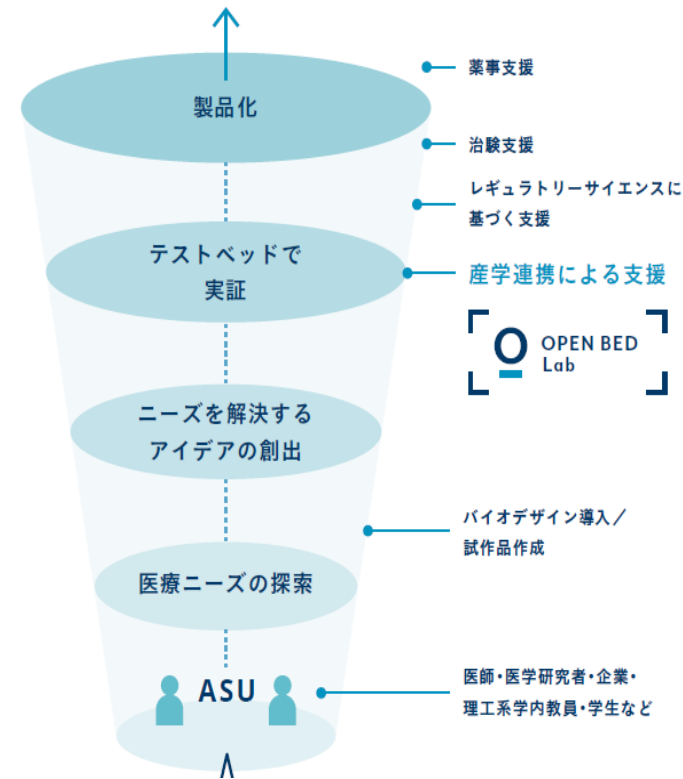 製品化
薬事支援
治験支援
レギュラトリーサイエンスに
基づく支援
テストベッドで
実証
産学連携による支援
OPEN BED
Lab
ニーズを解決する
アイデアの創出
バイオデザイン導入／
試作品作成
医療ニーズの探索
ASU
医師・医学研究者・企業・
理工系学内教員・学生など